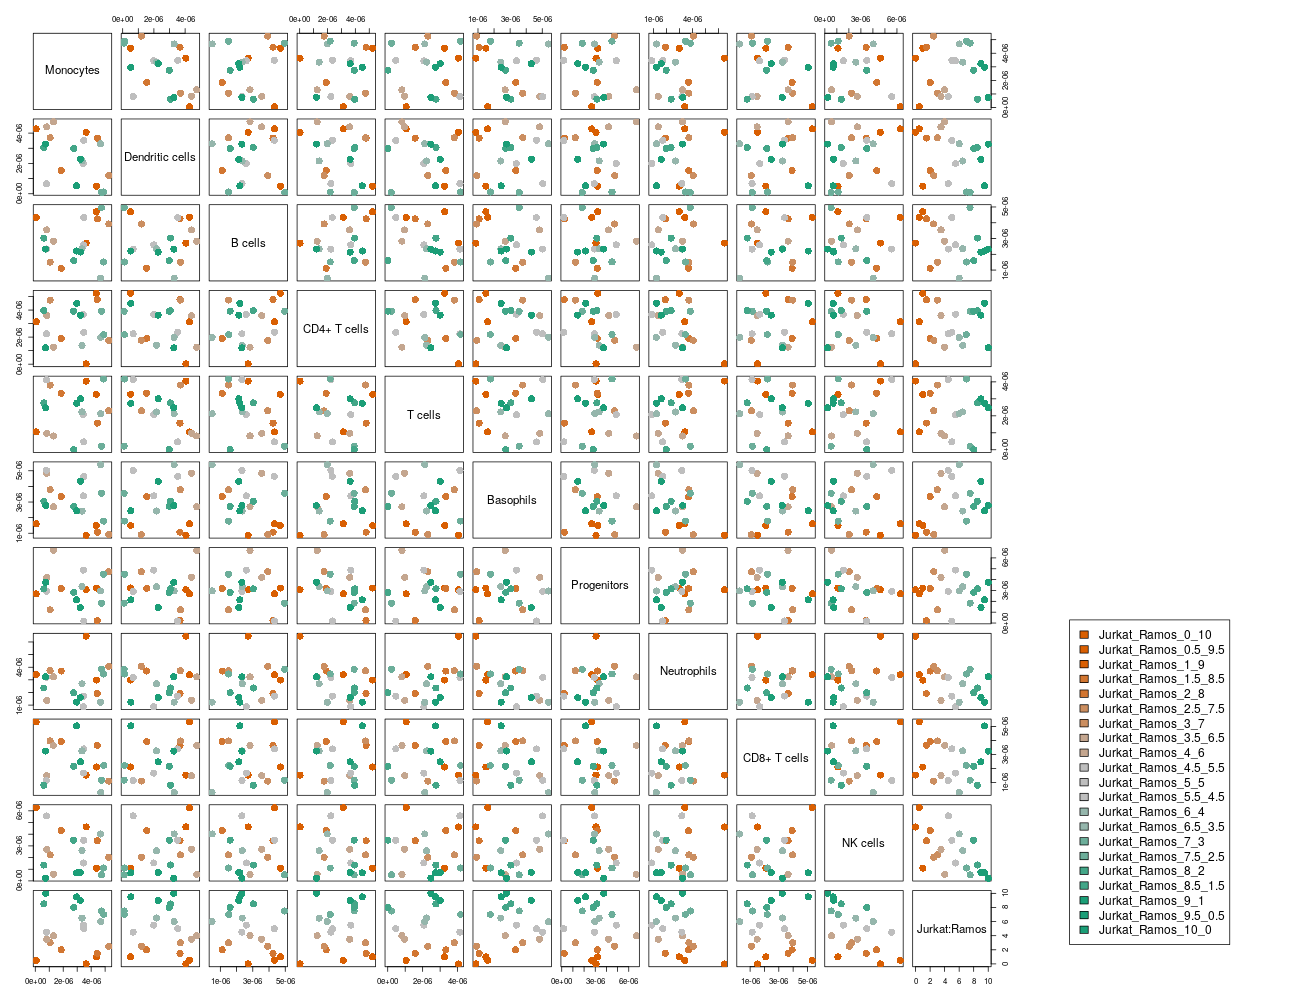 0e+00 2e-06 4e-06
0e+00 2e-06 4e-06
1e-06 3e-06 5e-06
1e-06 4e-06
0e+00 3e-06 6e-06
Monocytes
0e+00 2e-06 4e-06
Dendritic cells
0e+00 2e-06 4e-06
B cells
1e-06 3e-06 5e-06
CD4+ T cells
0e+00 2e-06 4e-06
T cells
0e+00 2e-06 4e-06
Basophils
1e-06 3e-06 5e-06
Progenitors
0e+00 3e-06 6e-06
Neutrophils
1e-06 4e-06
CD8+ T cells
1e-06 3e-06 5e-06
NK cells
0e+00 3e-06 6e-06
Jurkat:Ramos
0 2 4 6 8 10
0e+00 2e-06 4e-06
1e-06 3e-06 5e-06
0e+00 2e-06 4e-06
0e+00 3e-06 6e-06
1e-06 3e-06 5e-06
0 2 4 6 8 10
Jurkat_Ramos_0_10
Jurkat_Ramos_0.5_9.5
Jurkat_Ramos_1_9
Jurkat_Ramos_1.5_8.5
Jurkat_Ramos_2_8
Jurkat_Ramos_2.5_7.5
Jurkat_Ramos_3_7
Jurkat_Ramos_3.5_6.5
Jurkat_Ramos_4_6
Jurkat_Ramos_4.5_5.5
Jurkat_Ramos_5_5
Jurkat_Ramos_5.5_4.5
Jurkat_Ramos_6_4
Jurkat_Ramos_6.5_3.5
Jurkat_Ramos_7_3
Jurkat_Ramos_7.5_2.5
Jurkat_Ramos_8_2
Jurkat_Ramos_8.5_1.5
Jurkat_Ramos_9_1
Jurkat_Ramos_9.5_0.5
Jurkat_Ramos_10_0